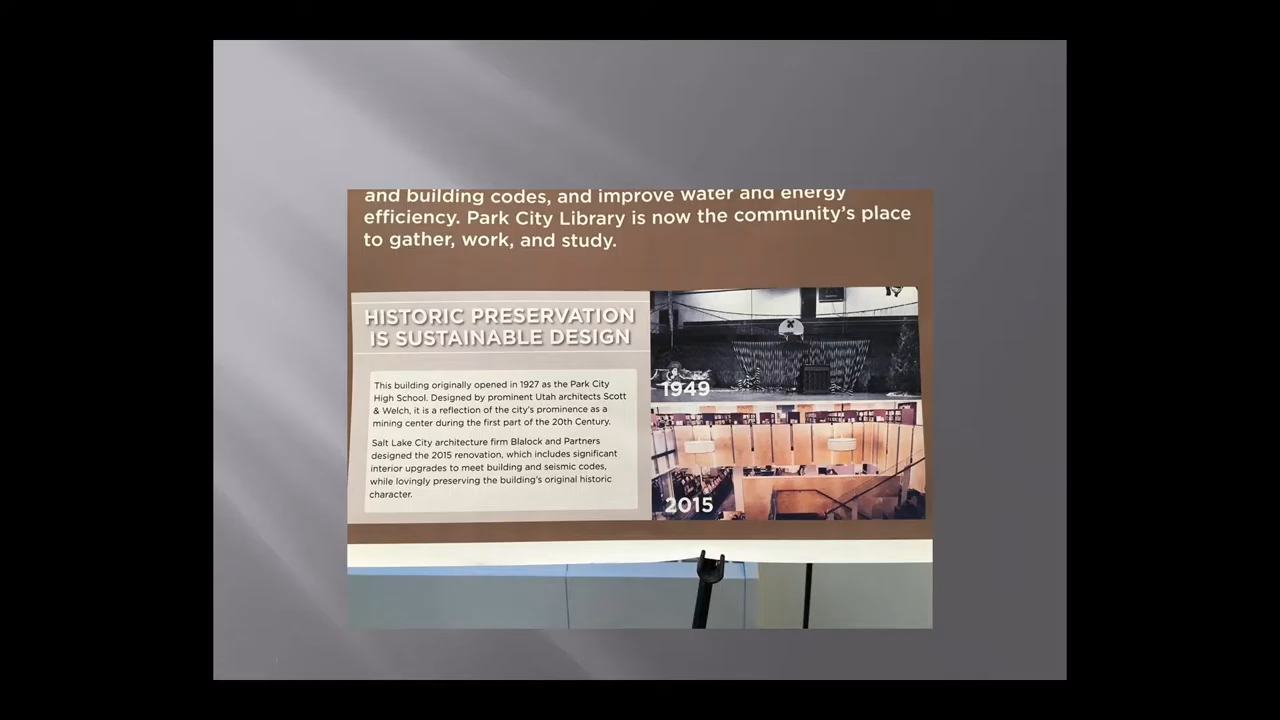 and building codes, and improve water and energy
efficiency. Park City Library is now the community's place
to gather, work, and study.
HISTORIC PRESERVATION
IS SUSTAINABLE DESIGN
This building originally opened in 1927 as the Park City
High School. Designed by prominent Utah architects Scott
& Welch, it is a reflection of the city's prominence as a
mining center during the first part of the 20th Century.
Salt Lake City architecture firm Blalock and Partners
designed the 2015 renovation, which includes significant
interior upgrades to meet building and seismic codes,
while lovingly preserving the building's original historic
character.
1949
2015